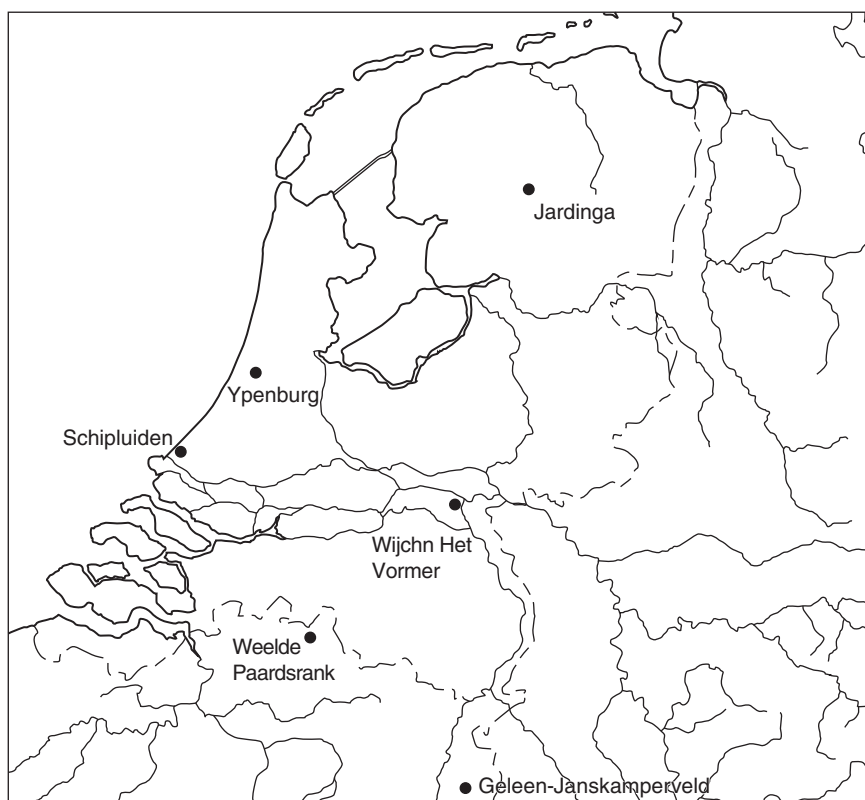 Jardinga
Ypenburg
Schipluiden
Wijchn Het
Vormer
Weelde
Paardsrank
Geleen-Janskamperveld